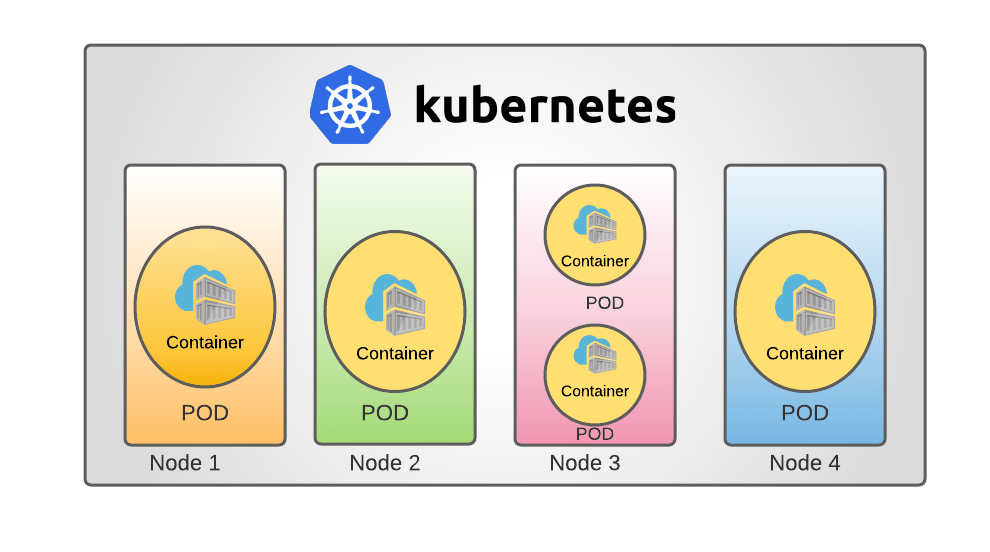 kubernetes
Container
POD
Node 1
Container
POD
Node 2
Container
POD
Container
POD
Node 3
Container
POD
Node 4